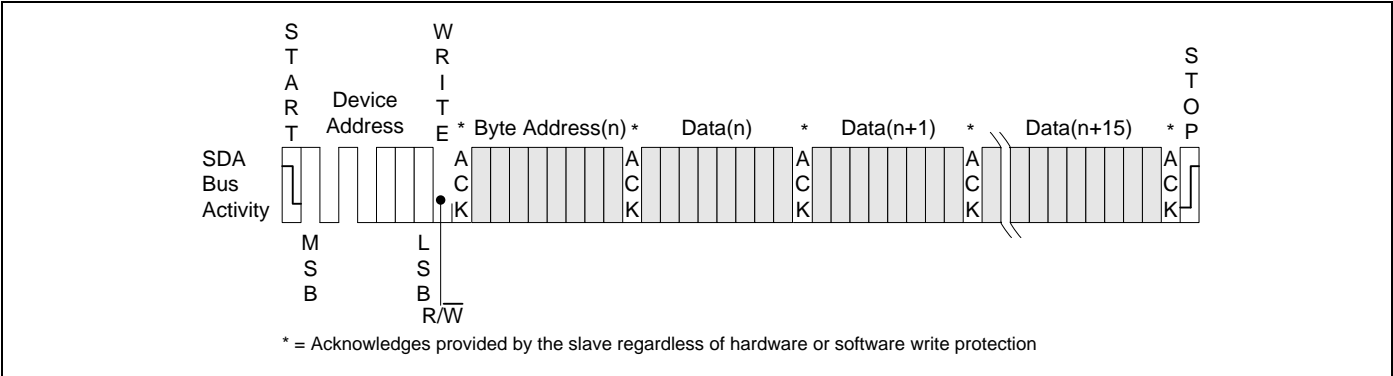 START
WRITE
STOP
Device
Address
* Byte Address(n) * Data(n) * Data(n+1) * Data(n+15) *
SDA
Bus
Activity
ACK
ACK
ACK
ACK
ACK
MSB
LSB
R/W̅
* = Acknowledges provided by the slave regardless of hardware or software write protection